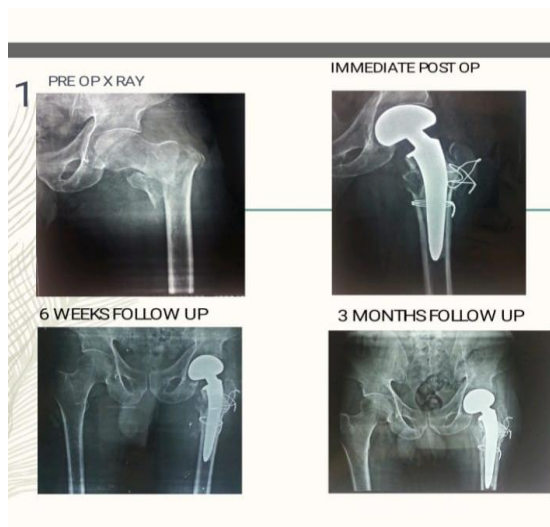 1
PRE OP X RAY
IMMEDIATE POST OP
6 WEEKS FOLLOW UP
3 MONTHS FOLLOW UP